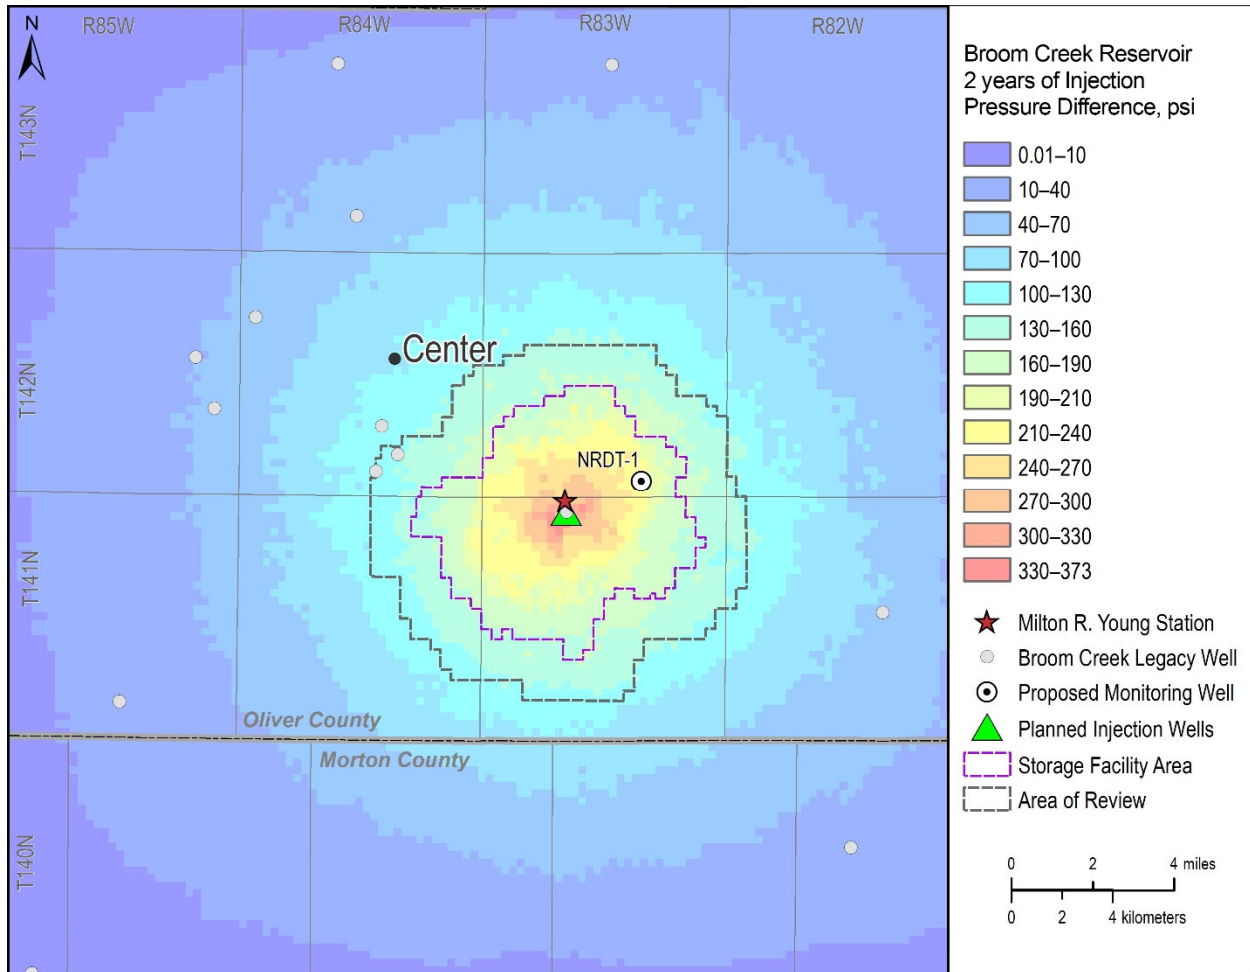 N
R85W
R84W
R83W
R82W
T143N
T142N
T141N
T140N
Center
NRDT-1
Oliver County
Morton County
Broom Creek Reservoir
2 years of Injection
Pressure Difference, psi
0.01–10
10–40
40–70
70–100
100–130
130–160
160–190
190–210
210–240
240–270
270–300
300–330
330–373
Milton R. Young Station
Broom Creek Legacy Well
Proposed Monitoring Well
Planned Injection Wells
Storage Facility Area
Area of Review
0 2 4 miles
0 2 4 kilometers